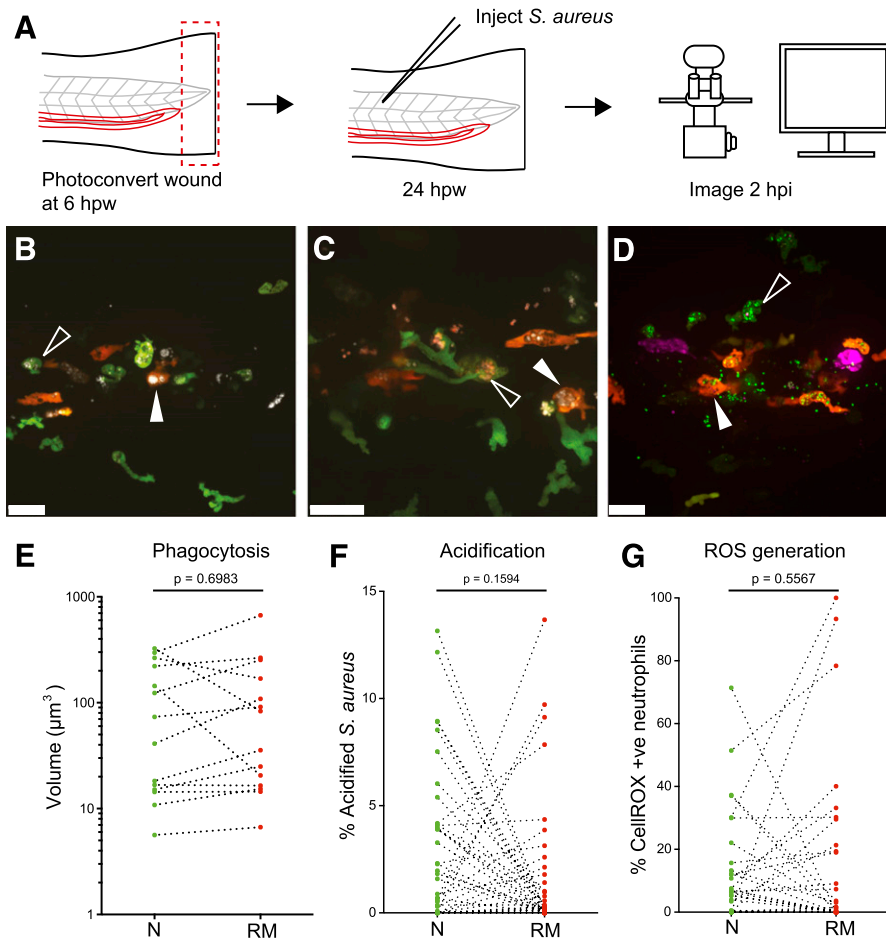 A
Inject S. aureus
Photoconvert wound
at 6 hpw
24 hpw
Image 2 hpi
B
C
D
E
Phagocytosis
p = 0.6983
1000
100
10
1
Volume (µm³ )
N
RM
F
Acidification
p = 0.1594
15
10
5
0
% Acidified S. aureus
N
RM
G
ROS generation
p = 0.5567
100
80
60
40
20
0
% CellROX +ve neutrophils
N
RM